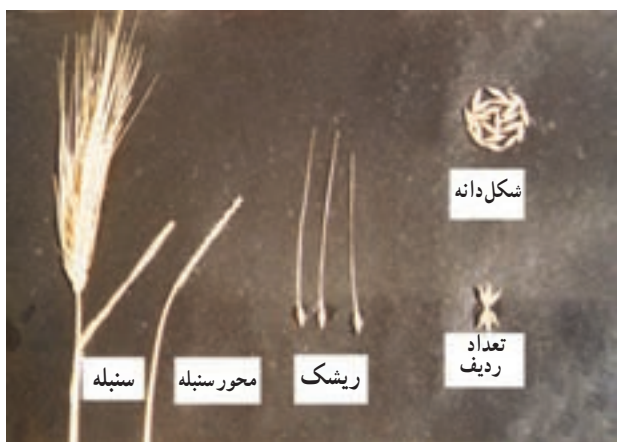 شکل دانه
تعداد
ردیف
ریشک
محور سنبله
سنبله